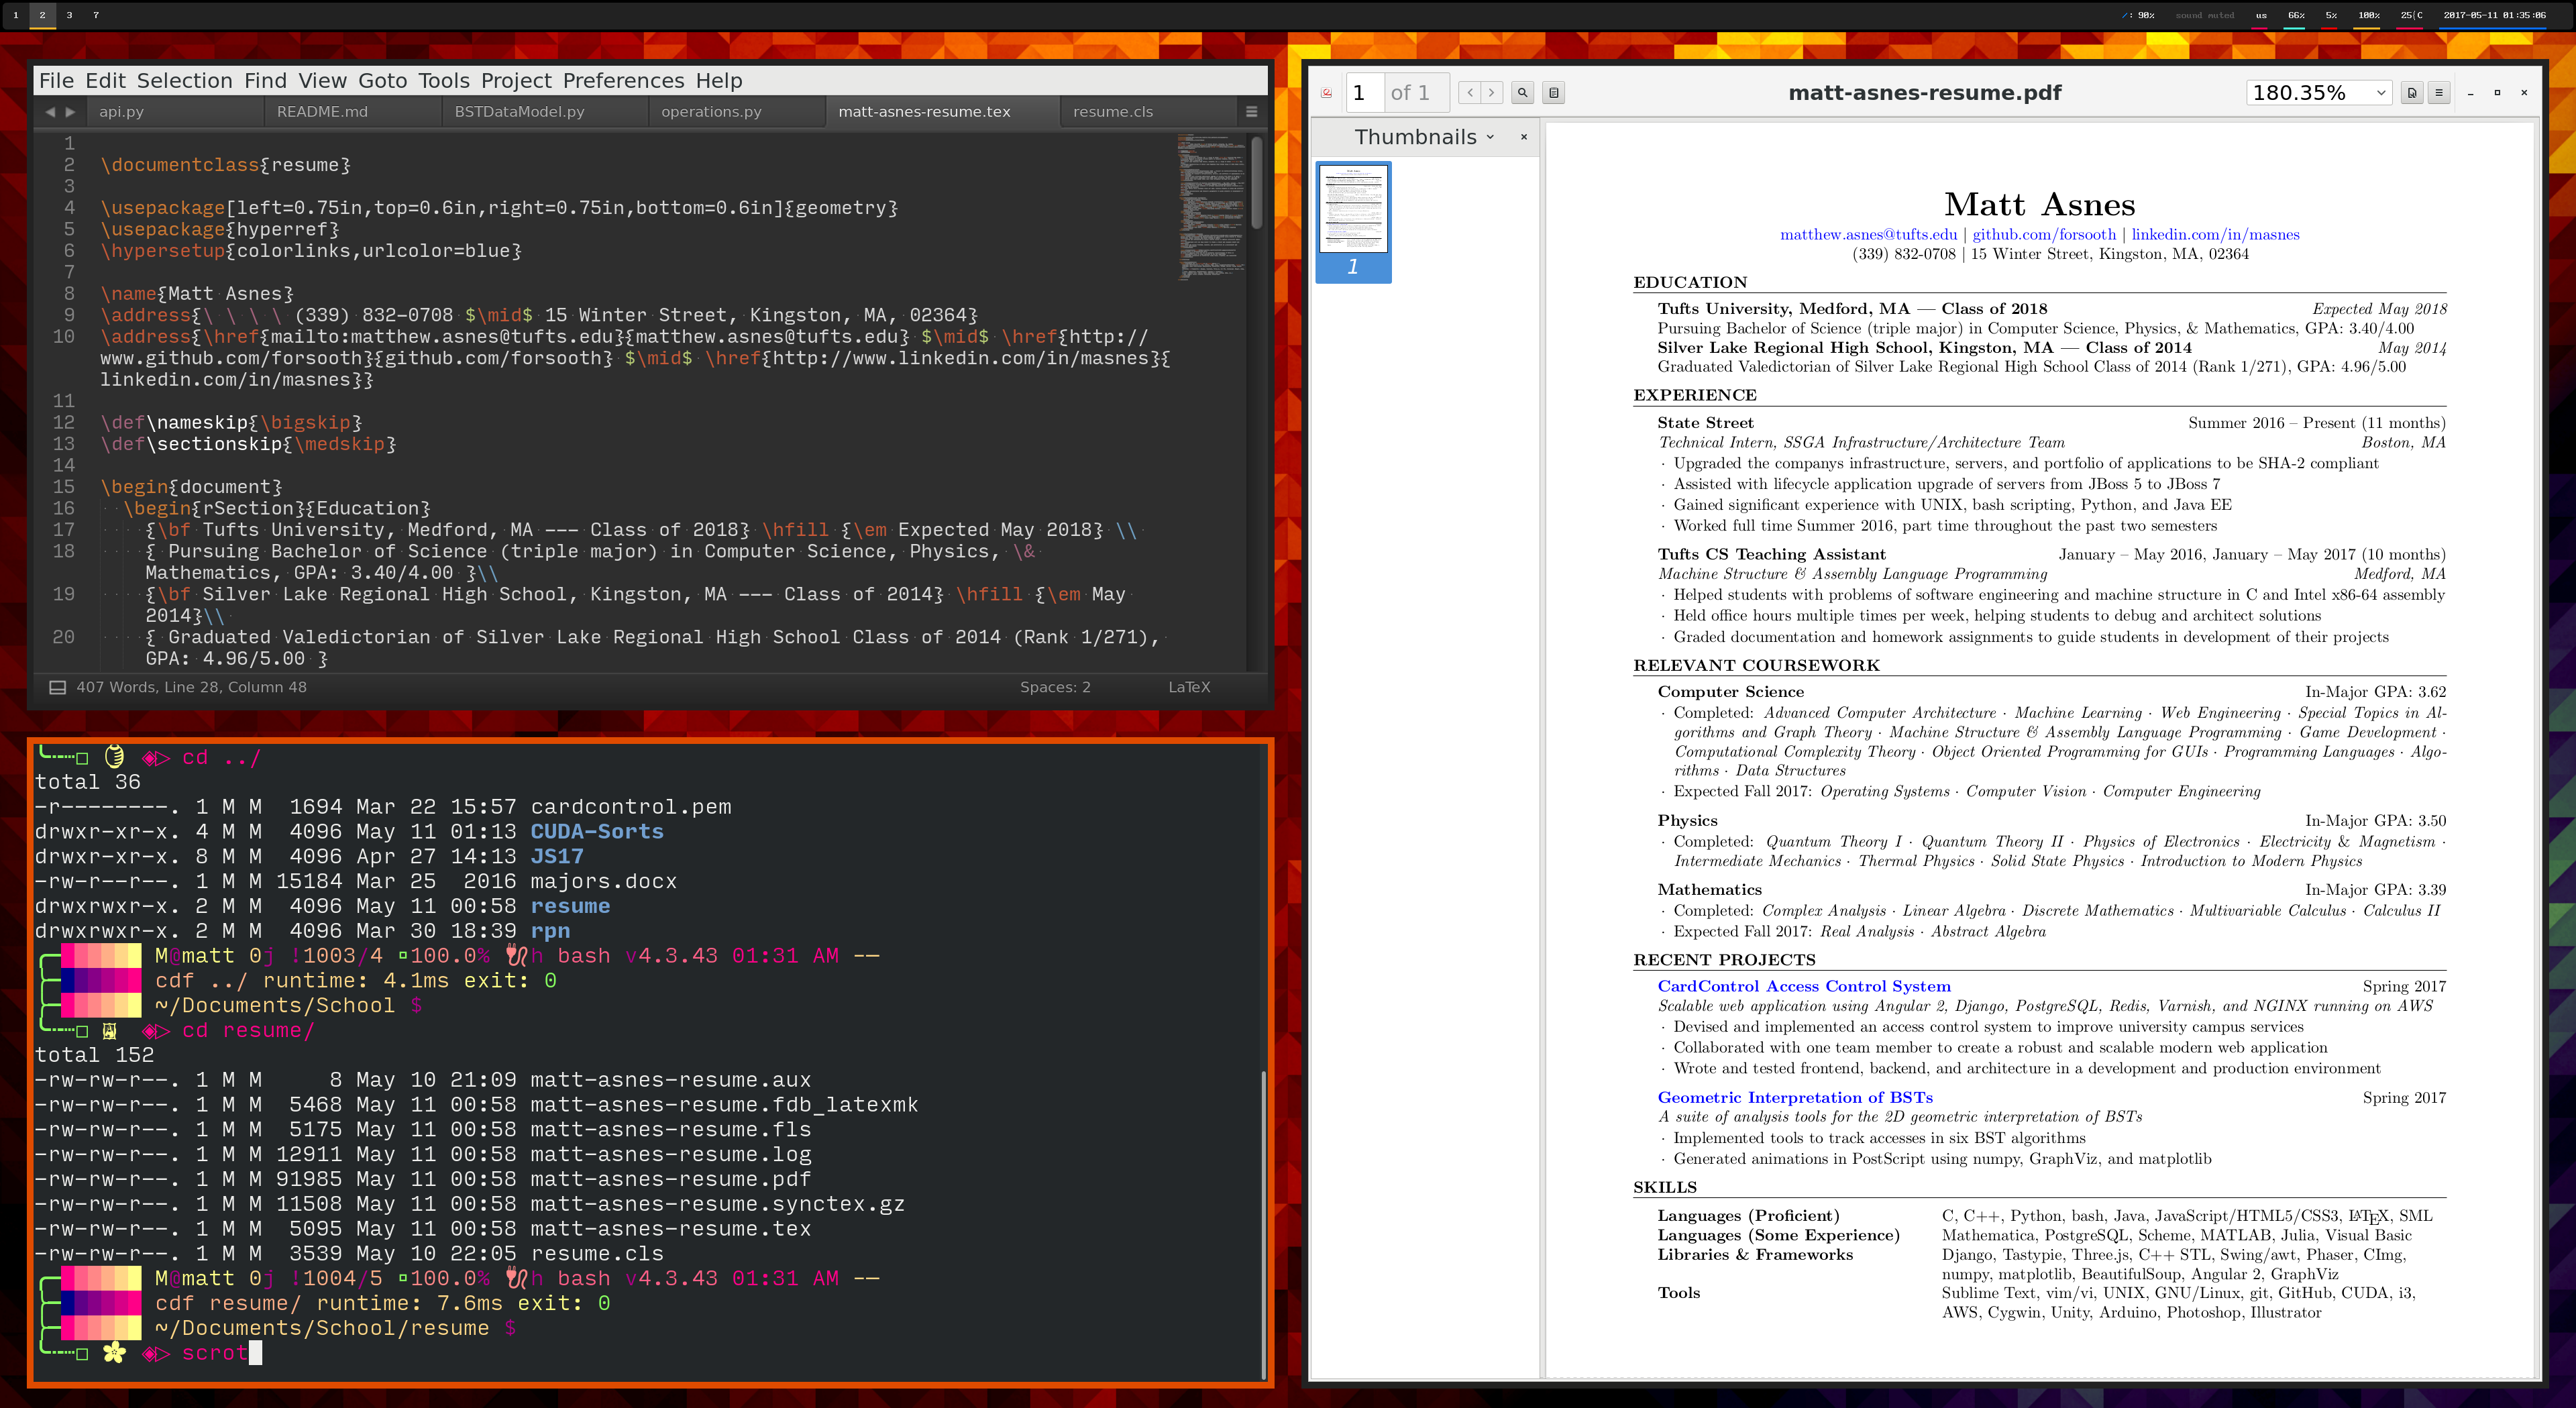 1 2 3 7
/: 90% sound muted us 66% 5% 100% 25 C 2017-05-11 01:35:06
File Edit Selection Find View Goto Tools Project Preferences Help
api.py README.md BSTDataModel.py operations.py matt-asnes-resume.tex resume.cls
1
2 \documentclass{resume}
3
4 \usepackage[left=0.75in,top=0.6in,right=0.75in,bottom=0.6in]{geometry}
5 \usepackage{hyperref}
6 \hypersetup{colorlinks,urlcolor=blue}
7
8 \name{Matt Asnes}
9 \address{\ \ \ \ \ (339) 832-0708 $\mid$ 15 Winter Street, Kingston, MA, 02364}
10 \address{\href{mailto:matthew.asnes@tufts.edu}{matthew.asnes@tufts.edu} $\mid$ \href{http://
www.github.com/forsooth}{github.com/forsooth} $\mid$ \href{http://www.linkedin.com/in/masnes}{
linkedin.com/in/masnes}}
11
12 \def\nameskip{\bigskip}
13 \def\sectionskip{\medskip}
14
15 \begin{document}
16 \begin{rSection}{Education}
17 {\bf Tufts University, Medford, MA --- Class of 2018} \hfill {\em Expected May 2018} \\
18 { Pursuing Bachelor of Science (triple major) in Computer Science, Physics, \&
Mathematics, GPA: 3.40/4.00 }\\
19 {\bf Silver Lake Regional High School, Kingston, MA --- Class of 2014} \hfill {\em May
2014}\\
20 { Graduated Valedictorian of Silver Lake Regional High School Class of 2014 (Rank 1/271),
GPA: 4.96/5.00 }
407 Words, Line 28, Column 48 Spaces: 2 LaTeX
cd ../
total 36
-r--------. 1 M M 1694 Mar 22 15:57 cardcontrol.pem
drwxr-xr-x. 4 M M 4096 May 11 01:13 CUDA-Sorts
drwxr-xr-x. 8 M M 4096 Apr 27 14:13 JS17
-rw-r--r--. 1 M M 15184 Mar 25 2016 majors.docx
drwxrwxr-x. 2 M M 4096 May 11 00:58 resume
drwxrwxr-x. 2 M M 4096 Mar 30 18:39 rpn
M@matt 0j !1003/4 100.0% h bash v4.3.43 01:31 AM --
cdf ../ runtime: 4.1ms exit: 0
~/Documents/School $
cd resume/
total 152
-rw-rw-r--. 1 M M 8 May 10 21:09 matt-asnes-resume.aux
-rw-rw-r--. 1 M M 5468 May 11 00:58 matt-asnes-resume.fdb_latexmk
-rw-rw-r--. 1 M M 5175 May 11 00:58 matt-asnes-resume.fls
-rw-rw-r--. 1 M M 12911 May 11 00:58 matt-asnes-resume.log
-rw-rw-r--. 1 M M 91985 May 11 00:58 matt-asnes-resume.pdf
-rw-rw-r--. 1 M M 11508 May 11 00:58 matt-asnes-resume.synctex.gz
-rw-rw-r--. 1 M M 5095 May 11 00:58 matt-asnes-resume.tex
-rw-rw-r--. 1 M M 3539 May 10 22:05 resume.cls
M@matt 0j !1004/5 100.0% h bash v4.3.43 01:31 AM --
cdf resume/ runtime: 7.6ms exit: 0
~/Documents/School/resume $
scrot
1 of 1 matt-asnes-resume.pdf 180.35%
Thumbnails
1
Matt Asnes
matthew.asnes@tufts.edu | github.com/forsooth | linkedin.com/in/masnes
(339) 832-0708 | 15 Winter Street, Kingston, MA, 02364
EDUCATION
Tufts University, Medford, MA — Class of 2018 Expected May 2018
Pursuing Bachelor of Science (triple major) in Computer Science, Physics, & Mathematics, GPA: 3.40/4.00
Silver Lake Regional High School, Kingston, MA — Class of 2014 May 2014
Graduated Valedictorian of Silver Lake Regional High School Class of 2014 (Rank 1/271), GPA: 4.96/5.00
EXPERIENCE
State Street Summer 2016 – Present (11 months)
Technical Intern, SSGA Infrastructure/Architecture Team Boston, MA
· Upgraded the companys infrastructure, servers, and portfolio of applications to be SHA-2 compliant
· Assisted with lifecycle application upgrade of servers from JBoss 5 to JBoss 7
· Gained significant experience with UNIX, bash scripting, Python, and Java EE
· Worked full time Summer 2016, part time throughout the past two semesters
Tufts CS Teaching Assistant January – May 2016, January – May 2017 (10 months)
Machine Structure & Assembly Language Programming Medford, MA
· Helped students with problems of software engineering and machine structure in C and Intel x86-64 assembly
· Held office hours multiple times per week, helping students to debug and architect solutions
· Graded documentation and homework assignments to guide students in development of their projects
RELEVANT COURSEWORK
Computer Science In-Major GPA: 3.62
· Completed: Advanced Computer Architecture · Machine Learning · Web Engineering · Special Topics in Al-
gorithms and Graph Theory · Machine Structure & Assembly Language Programming · Game Development ·
Computational Complexity Theory · Object Oriented Programming for GUIs · Programming Languages · Algo-
rithms · Data Structures
· Expected Fall 2017: Operating Systems · Computer Vision · Computer Engineering
Physics In-Major GPA: 3.50
· Completed: Quantum Theory I · Quantum Theory II · Physics of Electronics · Electricity & Magnetism ·
Intermediate Mechanics · Thermal Physics · Solid State Physics · Introduction to Modern Physics
Mathematics In-Major GPA: 3.39
· Completed: Complex Analysis · Linear Algebra · Discrete Mathematics · Multivariable Calculus · Calculus II
· Expected Fall 2017: Real Analysis · Abstract Algebra
RECENT PROJECTS
CardControl Access Control System Spring 2017
Scalable web application using Angular 2, Django, PostgreSQL, Redis, Varnish, and NGINX running on AWS
· Devised and implemented an access control system to improve university campus services
· Collaborated with one team member to create a robust and scalable modern web application
· Wrote and tested frontend, backend, and architecture in a development and production environment
Geometric Interpretation of BSTs Spring 2017
A suite of analysis tools for the 2D geometric interpretation of BSTs
· Implemented tools to track accesses in six BST algorithms
· Generated animations in PostScript using numpy, GraphViz, and matplotlib
SKILLS
Languages (Proficient) C, C++, Python, bash, Java, JavaScript/HTML5/CSS3, LATEX, SML
Languages (Some Experience) Mathematica, PostgreSQL, Scheme, MATLAB, Julia, Visual Basic
Libraries & Frameworks Django, Tastypie, Three.js, C++ STL, Swing/awt, Phaser, CImg,
numpy, matplotlib, BeautifulSoup, Angular 2, GraphViz
Tools Sublime Text, vim/vi, UNIX, GNU/Linux, git, GitHub, CUDA, i3,
AWS, Cygwin, Unity, Arduino, Photoshop, Illustrator